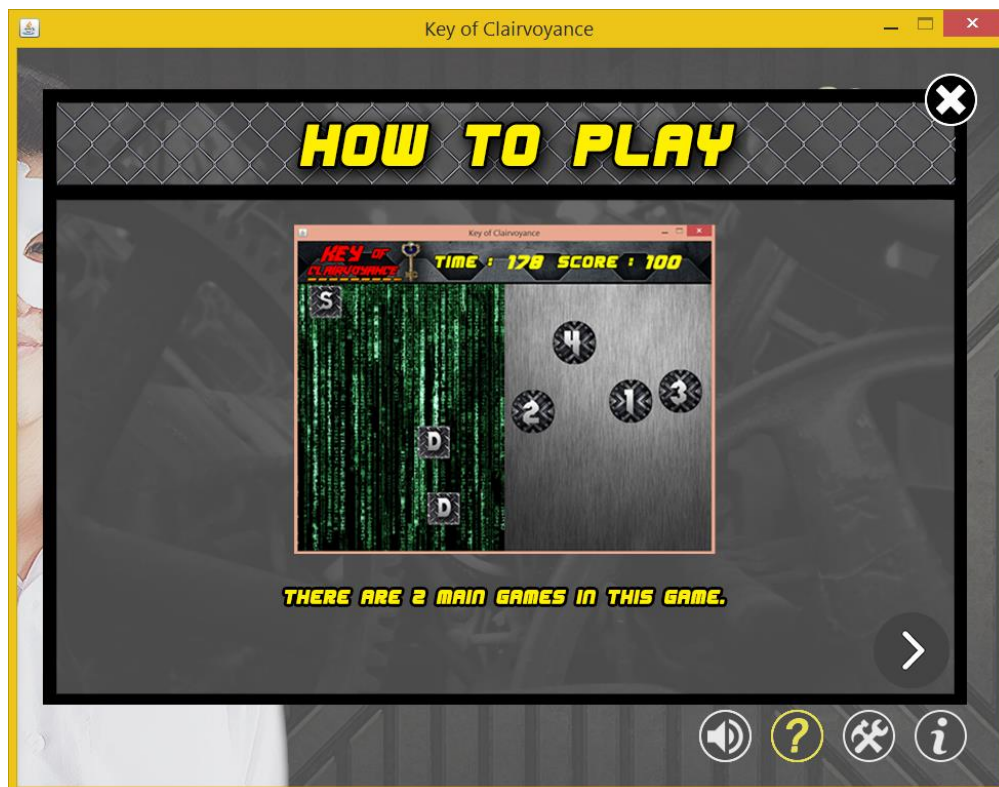 Key of Clairvoyance
HOW TO PLAY
Key of Clairvoyance
KEY OF
CLAIRVOYANCE
TIME : 178 SCORE : 100
S
4
2
1
3
D
D
THERE ARE 2 MAIN GAMES IN THIS GAME.